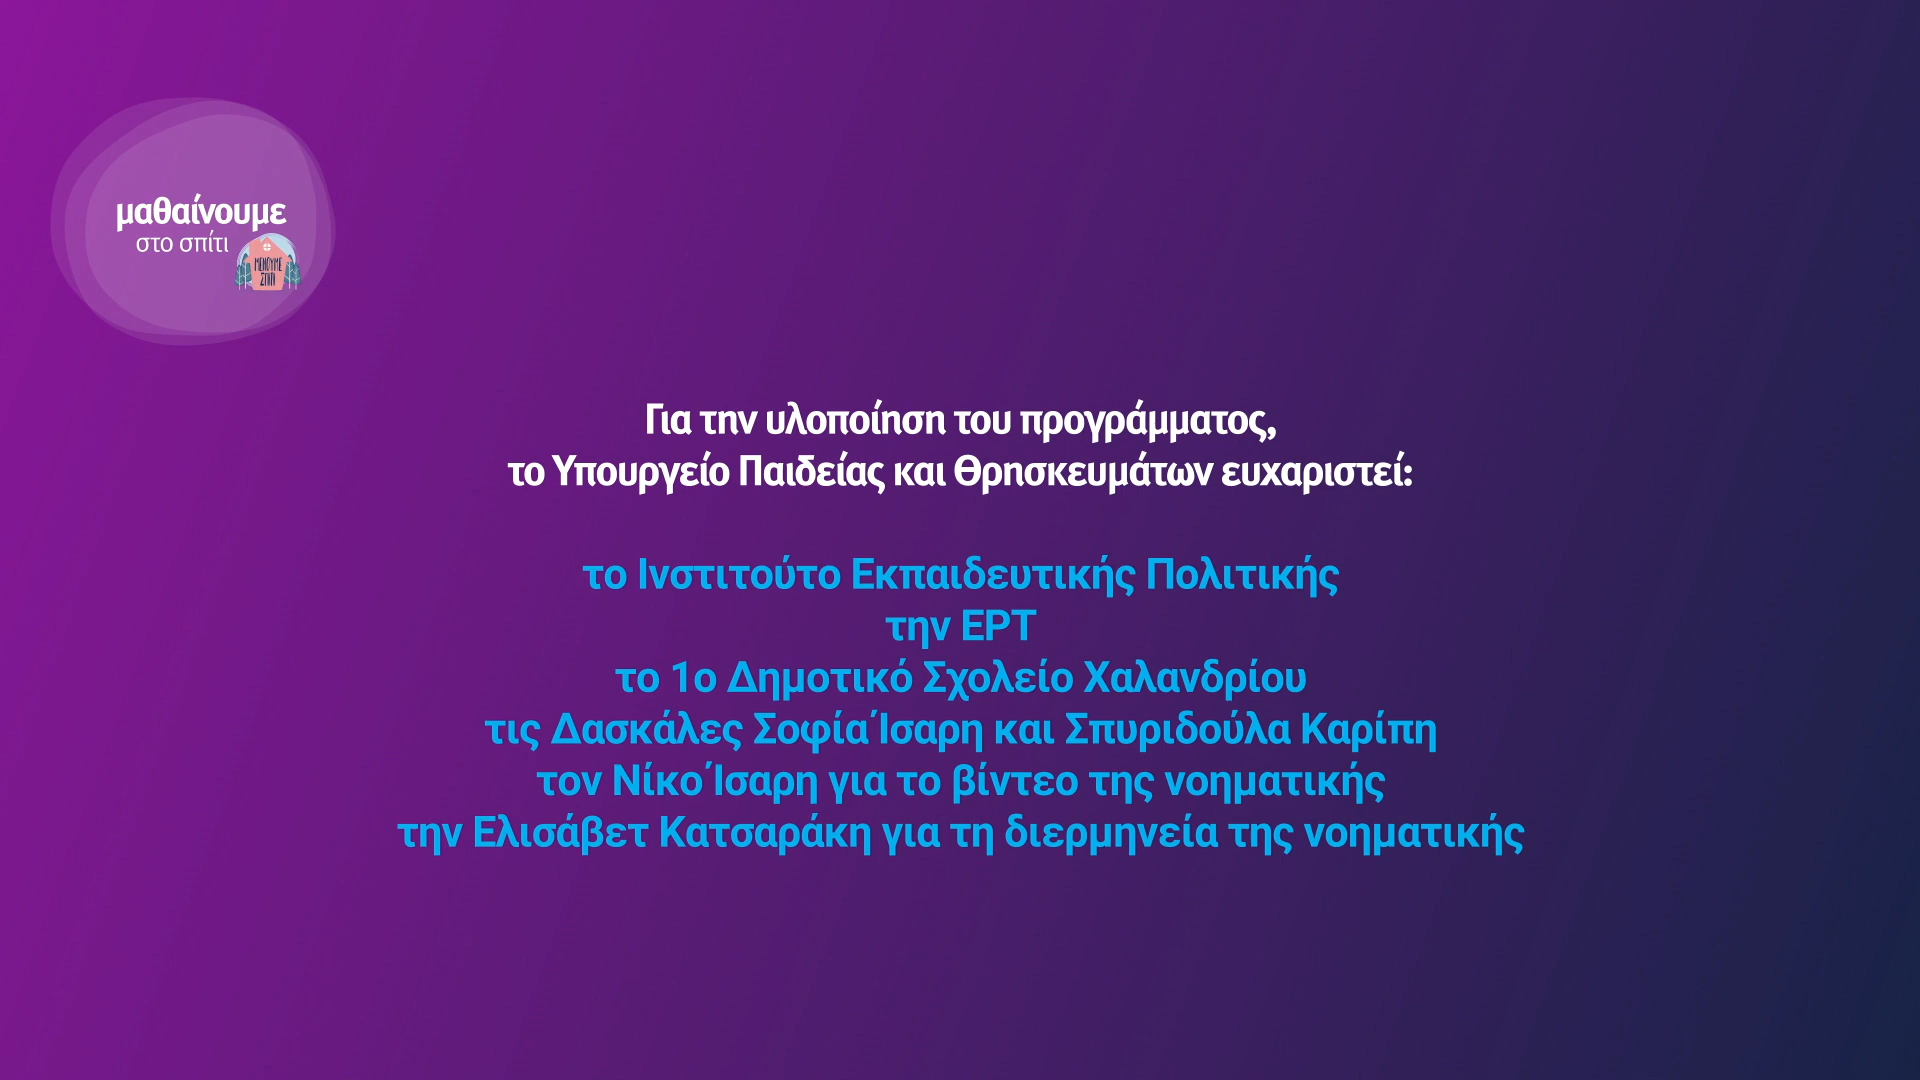 μαθαίνουμε
στο σπίτι
ΜΕΝΟΥΜΕ
ΣΠΙΤΙ
Για την υλοποίηση του προγράμματος,
το Υπουργείο Παιδείας και Θρησκευμάτων ευχαριστεί:
το Ινστιτούτο Εκπαιδευτικής Πολιτικής
την ΕΡΤ
το 1ο Δημοτικό Σχολείο Χαλανδρίου
τις Δασκάλες Σοφία Ίσαρη και Σπυριδούλα Καρίπη
τον Νίκο Ίσαρη για το βίντεο της νοηματικής
την Ελισάβετ Κατσαράκη για τη διερμηνεία της νοηματικής